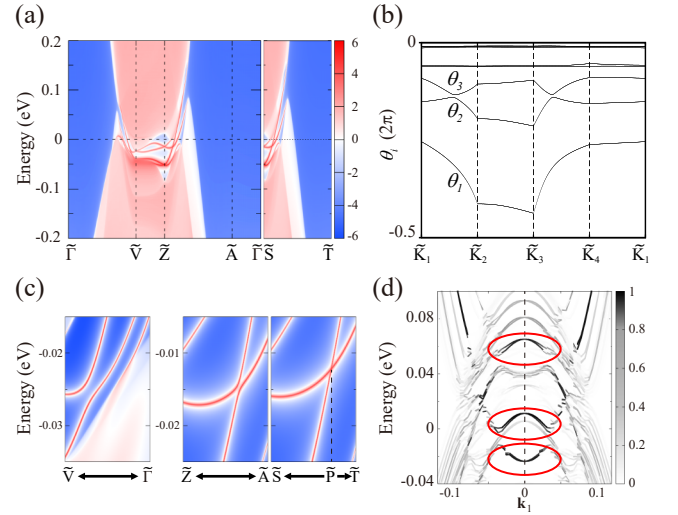 (a)
Energy (eV)
0.2
0.1
0
-0.1
-0.2
Γ̃ Ṽ Z̃ Ã Γ̃ S̃ T̃
6
4
2
0
-2
-4
-6
(b)
θi (2π)
0
-0.5
θ3
θ2
θ1
K̃1 K̃2 K̃3 K̃4 K̃1
(c)
Energy (eV)
-0.02
-0.03
Ṽ Γ̃
-0.01
-0.02
Z̃ Ã S̃ P̃ T̃
(d)
Energy (eV)
0.08
0.04
0
-0.04
-0.1 0 0.1
k1
1
0.8
0.6
0.4
0.2
0